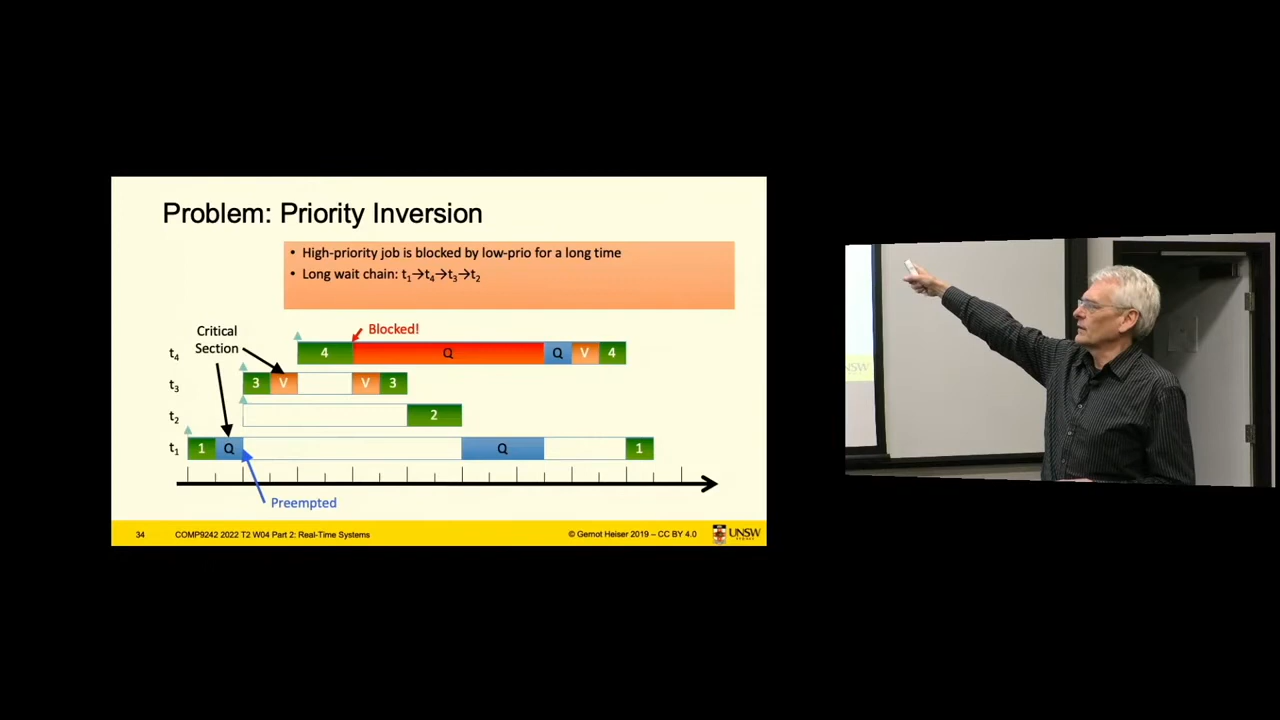 Problem: Priority Inversion
• High-priority job is blocked by low-prio for a long time
• Long wait chain: t1→t4→t3→t2
Critical
Section
Blocked!
t4 4 Q Q V 4
t3 3 V V 3
t2 2
t1 1 Q Q 1
Preempted
34 COMP9242 2022 T2 W04 Part 2: Real-Time Systems © Gernot Heiser 2019 – CC BY 4.0 UNSW
SYDNEY
UNSW